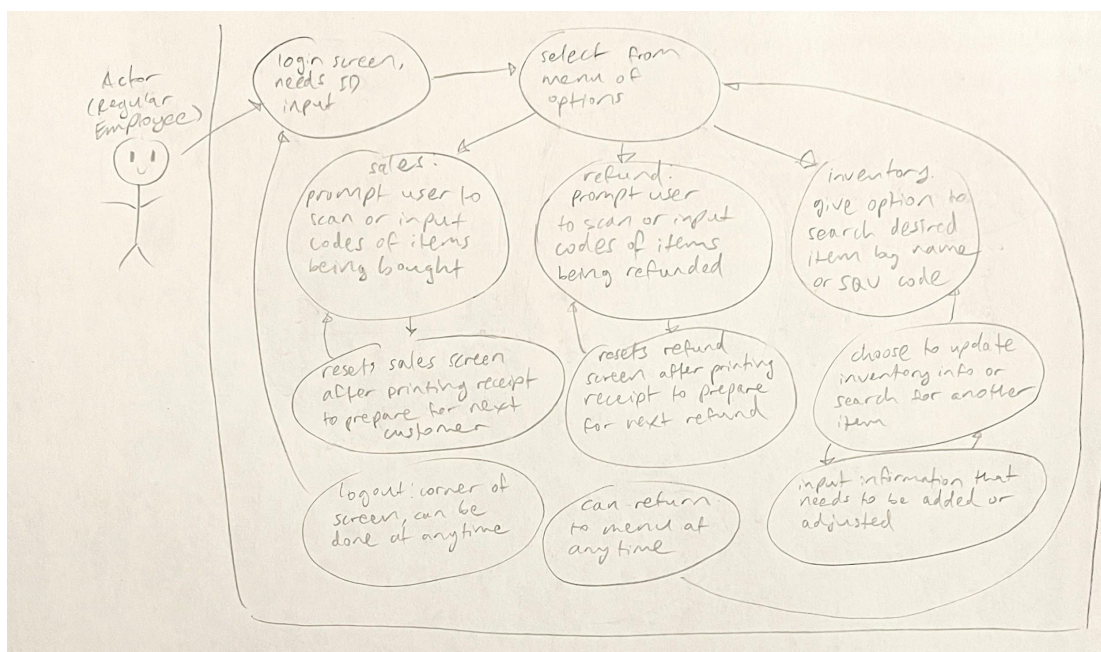 Actor
(Regular
Employee)
login screen,
needs ID
input
select from
menu of
options
sales:
prompt user to
scan or input
codes of items
being bought
refund:
prompt user
to scan or input
codes of items
being refunded
inventory:
give option to
search desired
item by name
or SQU code
resets sales screen
after printing receipt
to prepare for next
customer
resets refund
screen after printing
receipt to prepare
for next refund
choose to update
inventory info or
search for another
item
logout: corner of
screen, can be
done at anytime
can return
to menu at
anytime
input information that
needs to be added or
adjusted